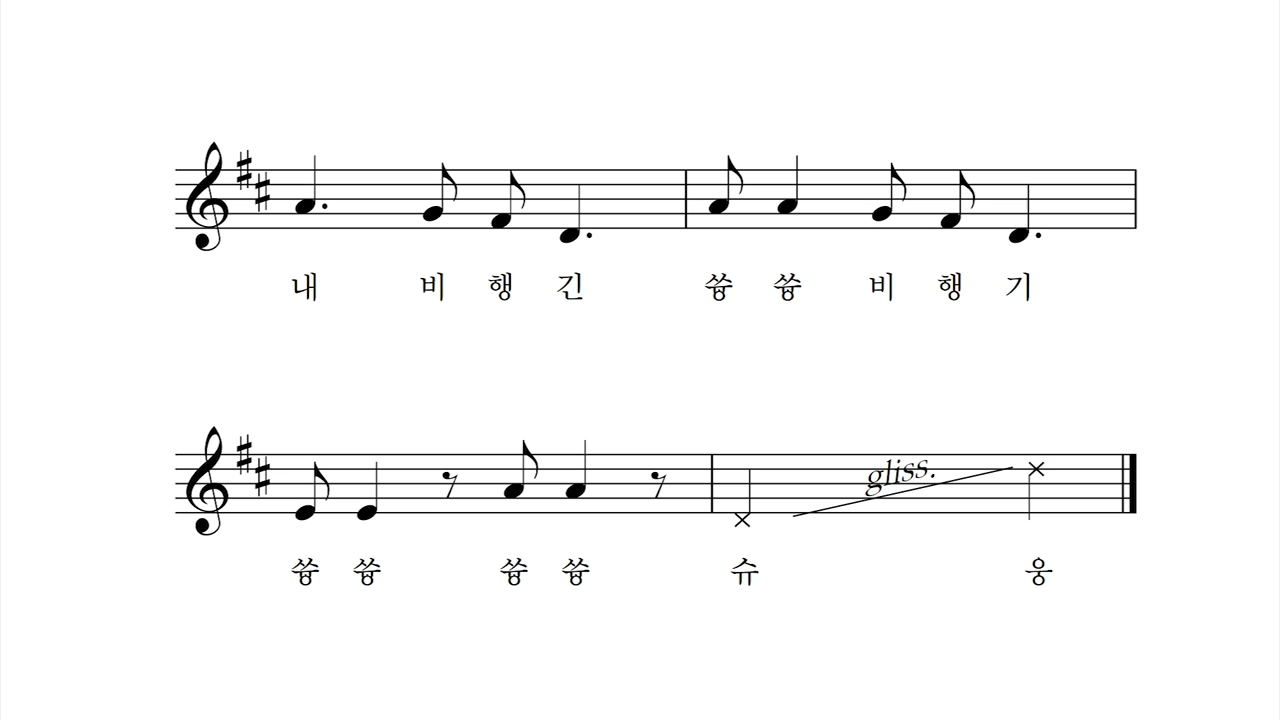 내 비 행 긴 쓩 쓩 비 행 기
gliss.
쓩 쓩 쓩 쓩 슈 웅